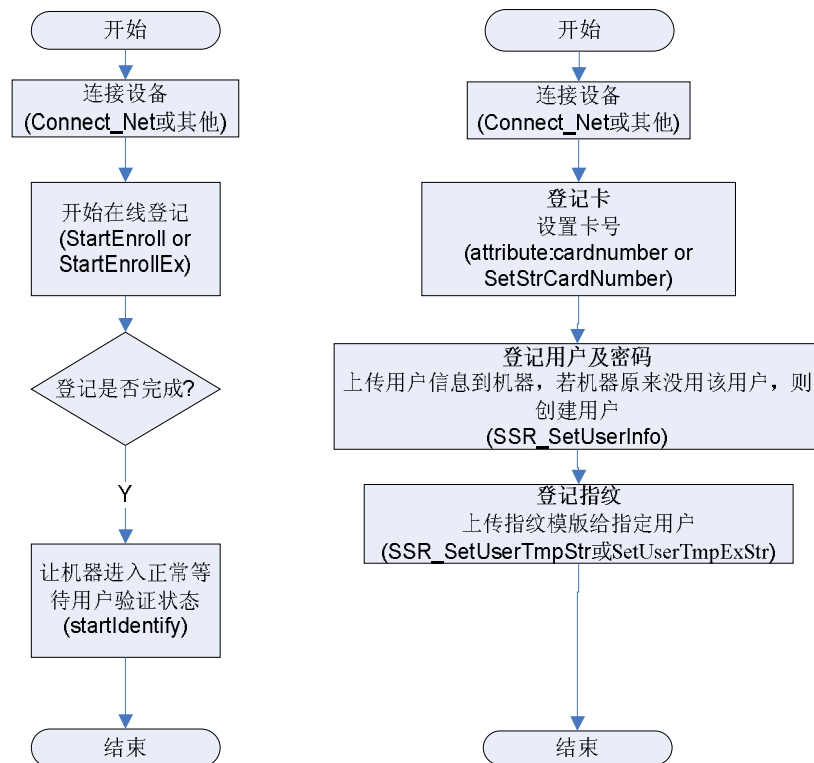 开始
连接设备
(Connect_Net或其他)
开始在线登记
(StartEnroll or
StartEnrollEx)
登记是否完成?
Y
让机器进入正常等
待用户验证状态
(startIdentify)
结束
开始
连接设备
(Connect_Net或其他)
登记卡
设置卡号
(attribute:cardnumber or
SetStrCardNumber)
登记用户及密码
上传用户信息到机器，若机器原来没用该用户，则
创建用户
(SSR_SetUserInfo)
登记指纹
上传指纹模版给指定用户
(SSR_SetUserTmpStr或SetUserTmpExStr)
结束